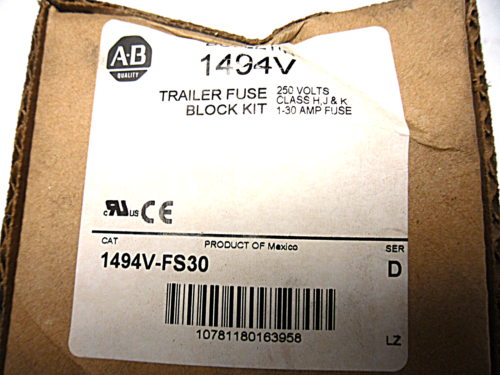 A-B
QUALITY
1494V
TRAILER FUSE
BLOCK KIT
250 VOLTS
CLASS H,J & K
1-30 AMP FUSE
c RU US CE
CAT
PRODUCT OF Mexico
SER
1494V-FS30
D
10781180163958
LZ